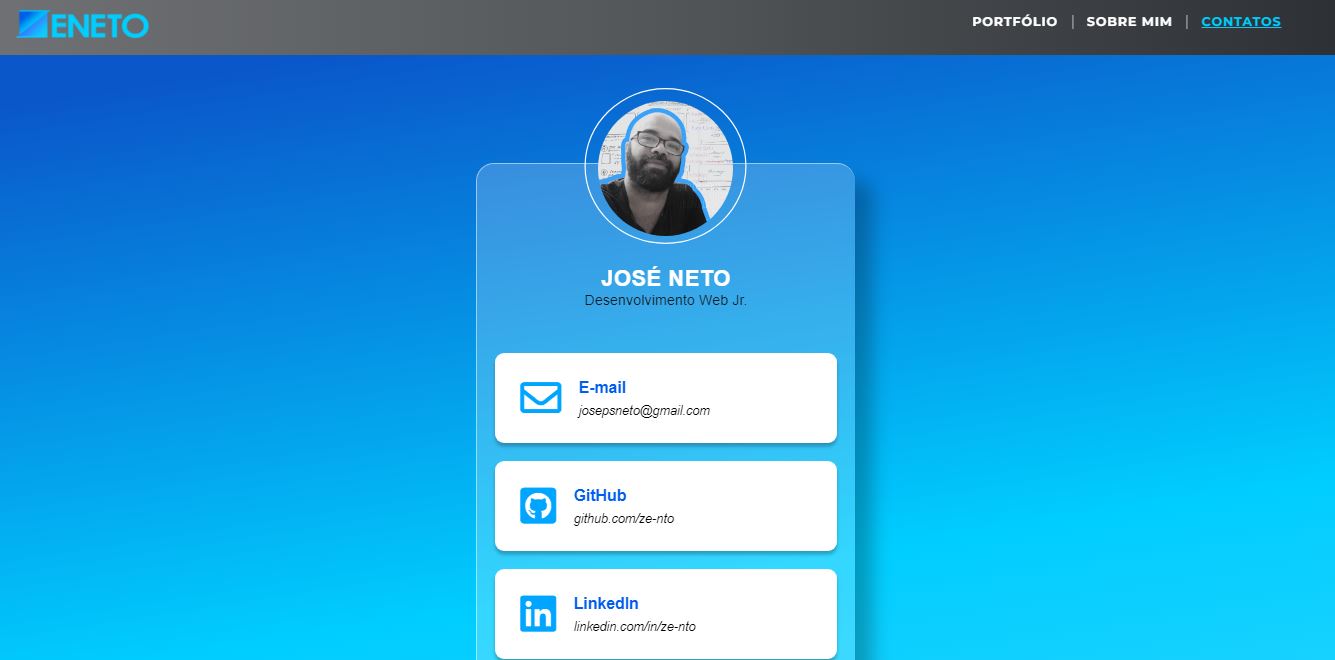 ZENETO
PORTFÓLIO | SOBRE MIM | CONTATOS
JOSÉ NETO
Desenvolvimento Web Jr.
E-mail
josepsneto@gmail.com
GitHub
github.com/ze-nto
LinkedIn
linkedin.com/in/ze-nto